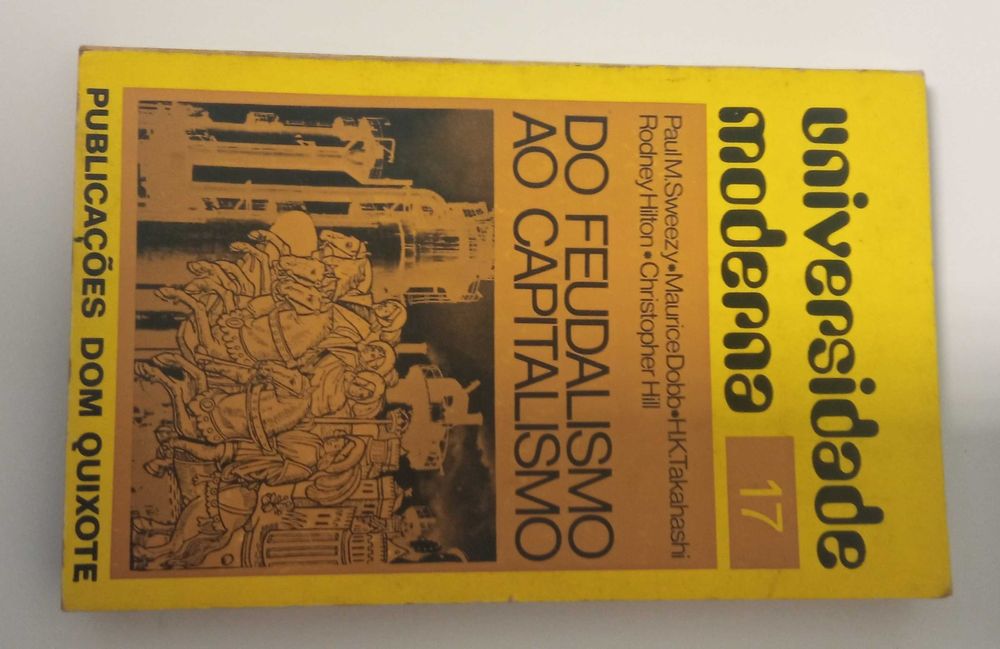 universidade
moderna
17
Paul M. Sweezy • Maurice Dobb • H.K. Takahashi
Rodney Hilton • Christopher Hill
DO FEUDALISMO
AO CAPITALISMO
PUBLICAÇÕES DOM QUIXOTE